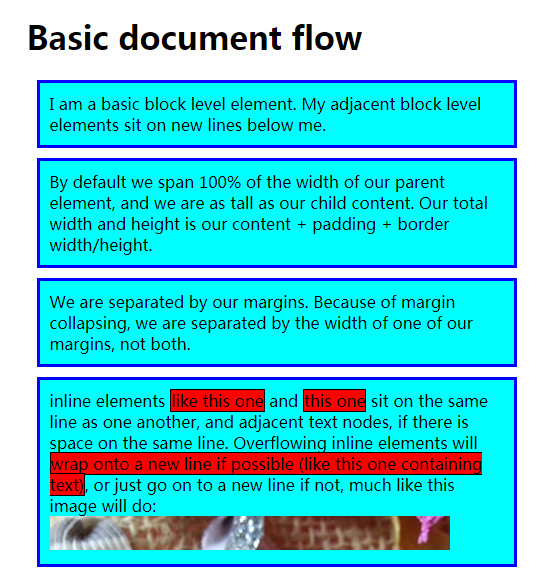 Basic document flow
I am a basic block level element. My adjacent block level
elements sit on new lines below me.
By default we span 100% of the width of our parent
element, and we are as tall as our child content. Our total
width and height is our content + padding + border
width/height.
We are separated by our margins. Because of margin
collapsing, we are separated by the width of one of our
margins, not both.
inline elements like this one and this one sit on the same
line as one another, and adjacent text nodes, if there is
space on the same line. Overflowing inline elements will
wrap onto a new line if possible (like this one containing
text), or just go on to a new line if not, much like this
image will do: